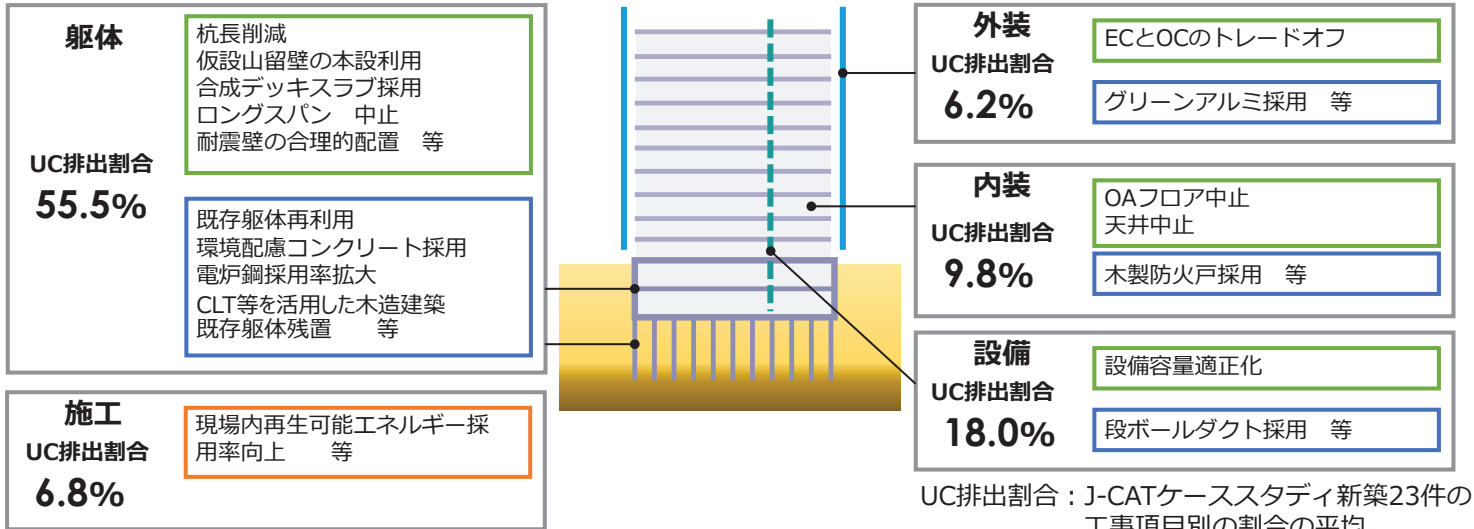 躯体
UC排出割合
55.5%
杭長削減
仮設山留壁の本設利用
合成デッキスラブ採用
ロングスパン　中止
耐震壁の合理的配置　等
既存躯体再利用
環境配慮コンクリート採用
電炉鋼採用率拡大
CLT等を活用した木造建築
既存躯体残置　　等
施工
UC排出割合
6.8%
現場内再生可能エネルギー採
用率向上　　等
外装
UC排出割合
6.2%
ECとOCのトレードオフ
グリーンアルミ採用　等
内装
UC排出割合
9.8%
OAフロア中止
天井中止
木製防火戸採用　等
設備
UC排出割合
18.0%
設備容量適正化
段ボールダクト採用　等
UC排出割合：J-CATケーススタディ新築23件の
工事項目別の割合の平均